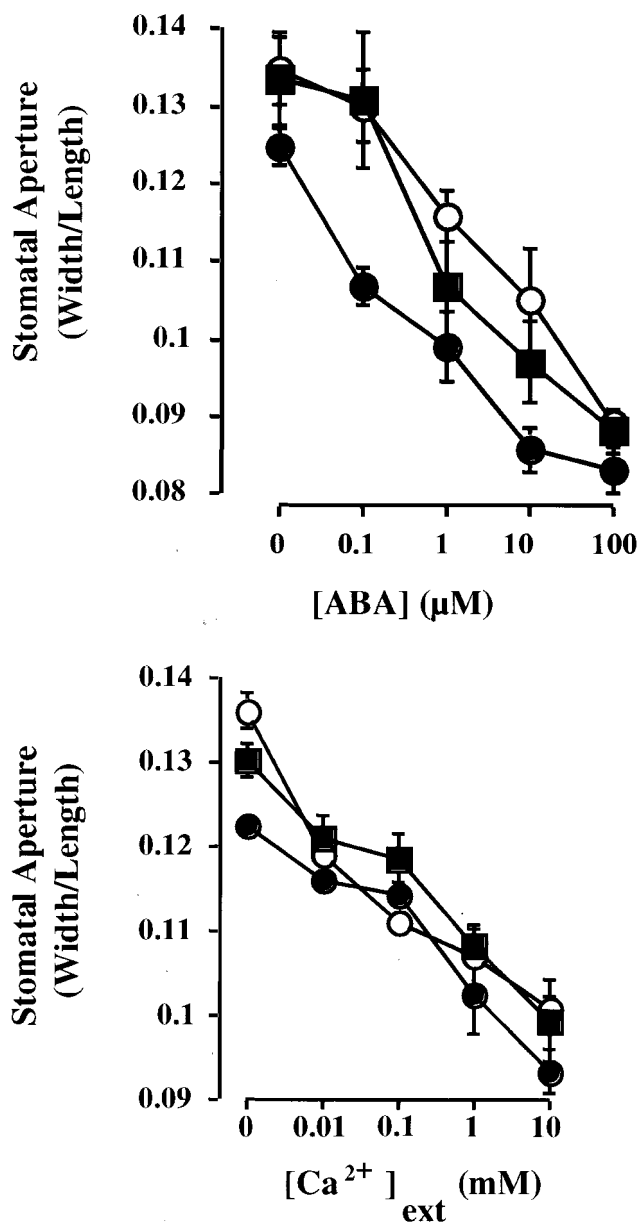 Stomatal Aperture
(Width/Length)
0.14
0.13
0.12
0.11
0.1
0.09
0.08
0 0.1 1 10 100
[ABA] (µM)
Stomatal Aperture
(Width/Length)
0.14
0.13
0.12
0.11
0.1
0.09
0 0.01 0.1 1 10
[Ca2+]ext (mM)